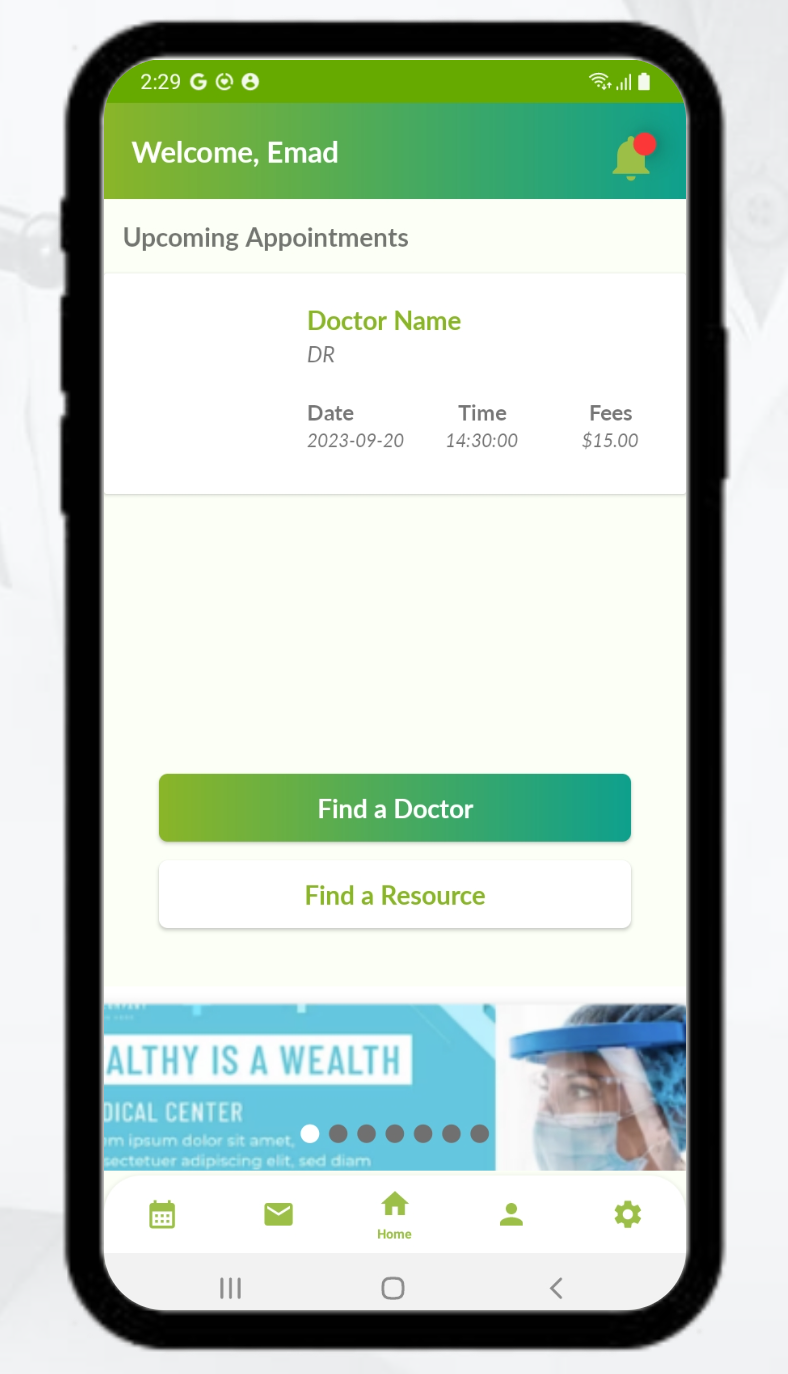 2:29
Welcome, Emad
Upcoming Appointments
Doctor Name
DR
Date Time Fees
2023-09-20 14:30:00 $15.00
Find a Doctor
Find a Resource
ALTHY IS A WEALTH
DICAL CENTER
m ipsum dolor sit amet,
sectetuer adipiscing elit, sed diam
Home